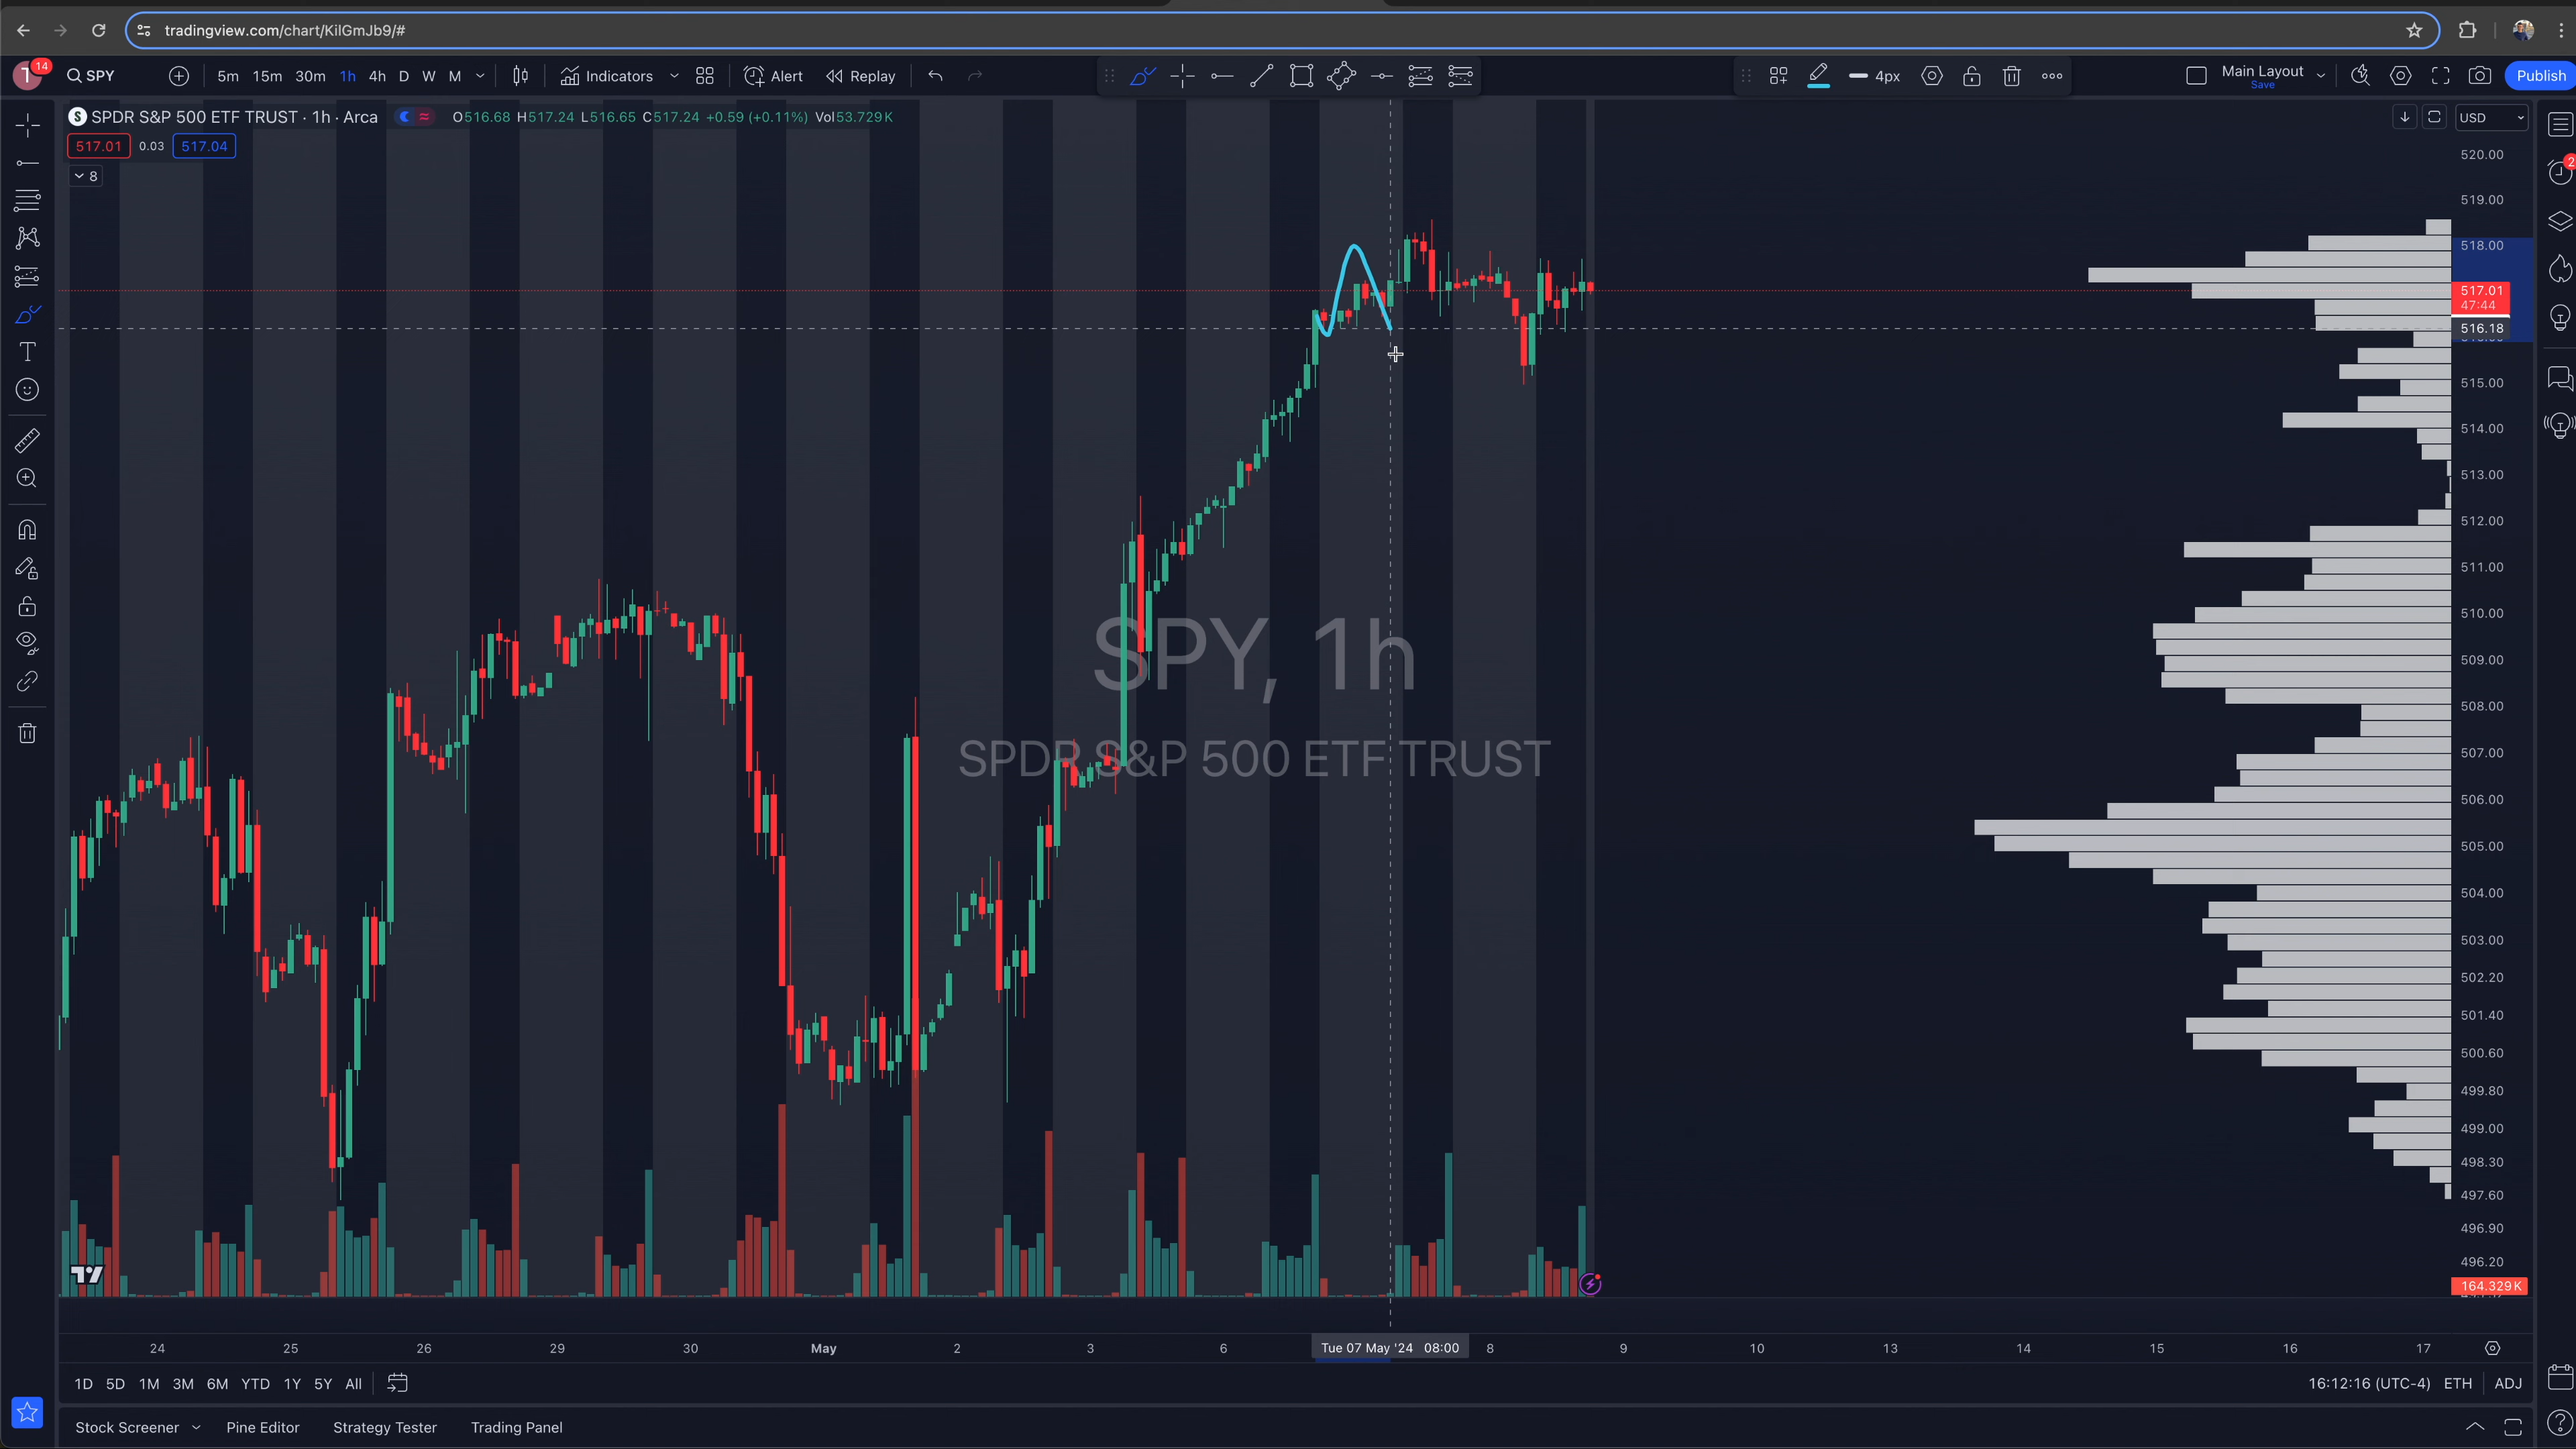 tradingview.com/chart/KilGmJb9/#
14
SPY
5m 15m 30m 1h 4h D W M
Indicators
Alert
Replay
4px
Main Layout
Save
Publish
SPDR S&P 500 ETF TRUST · 1h · Arca
O516.68 H517.24 L516.65 C517.24 +0.59 (+0.11%) Vol53.729K
517.01 0.03 517.04
8
USD
2
520.00
519.00
518.00
517.01
47:44
516.18
515.00
514.00
513.00
512.00
511.00
510.00
509.00
508.00
507.00
506.00
505.00
504.00
503.00
502.20
501.40
500.60
499.80
499.00
498.30
497.60
496.90
496.20
164.329K
SPY, 1h
SPDR S&P 500 ETF TRUST
24 25 26 29 30 May 2 3 6 Tue 07 May '24 08:00 8 9 10 13 14 15 16 17
1D 5D 1M 3M 6M YTD 1Y 5Y All
16:12:16 (UTC-4) ETH ADJ
Stock Screener Pine Editor Strategy Tester Trading Panel